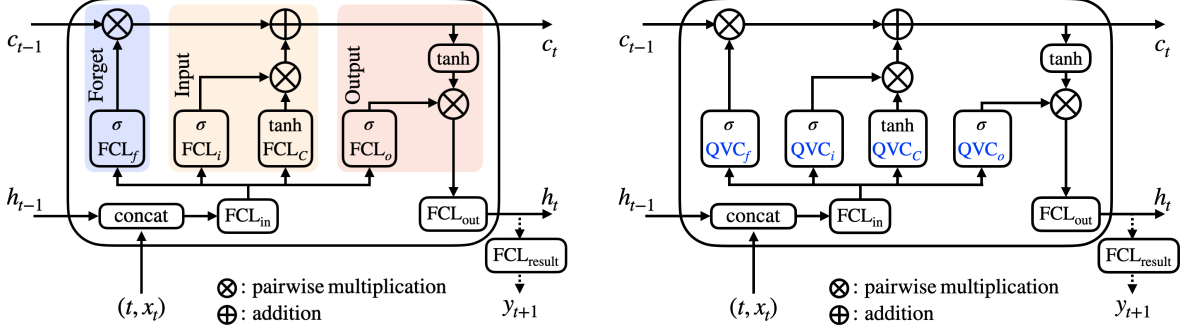 c_{t−1}
c_t
Forget
Input
Output
tanh
σ
FCL_f
σ
FCL_i
tanh
FCL_C
σ
FCL_o
h_{t−1}
concat
FCL_in
FCL_out
h_t
FCL_result
(t, x_t)
y_{t+1}
⊗: pairwise multiplication
⊕: addition
c_{t−1}
c_t
tanh
σ
QVC_f
σ
QVC_i
tanh
QVC_C
σ
QVC_o
h_{t−1}
concat
FCL_in
FCL_out
h_t
FCL_result
(t, x_t)
y_{t+1}
⊗: pairwise multiplication
⊕: addition